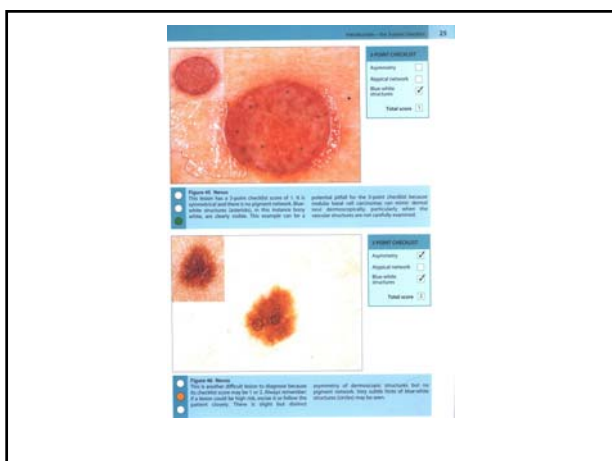 Introduction – the 3-point checklist 25
3-POINT CHECKLIST
Asymmetry
Atypical network
Blue-white
structures
Total score 1
Figure 45 Nevus
This lesion has a 3-point checklist score of 1. It is
symmetrical and there is no pigment network. Blue-
white structures (asterisks), in this instance bony
white, are clearly visible. This example can be a
potential pitfall for the 3-point checklist because
nodular basal cell carcinomas can mimic dermal
nevi dermoscopically, particularly when the
vascular structures are not carefully examined.
3-POINT CHECKLIST
Asymmetry
Atypical network
Blue-white
structures
Total score 2
Figure 46 Nevus
This is another difficult lesion to diagnose because
its checklist score may be 1 or 2. Always remember:
if a lesion could be high risk, excise it or follow the
patient closely. There is slight but distinct
asymmetry of dermoscopic structures but no
pigment network. Very subtle hints of blue-white
structures (circles) may be seen.